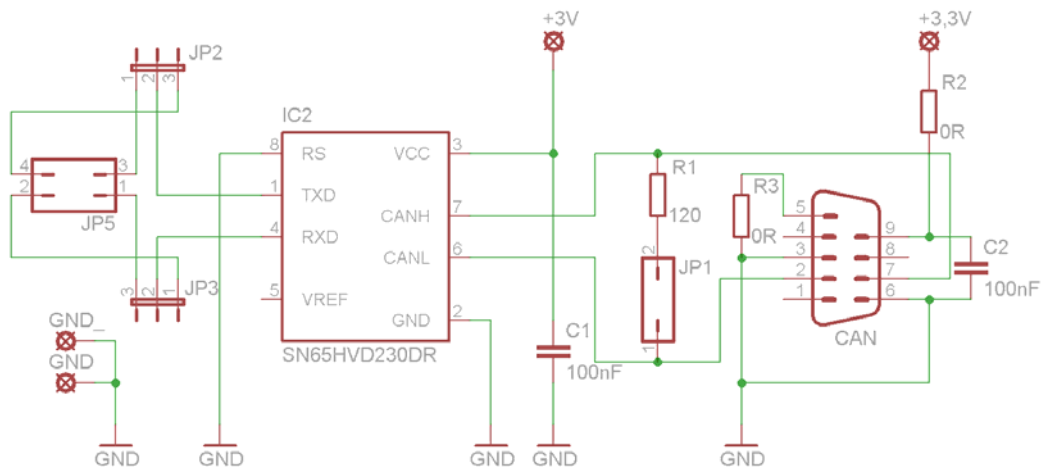 +3V
+3,3V
JP2
1 2 3
R2
0R
IC2
8 RS VCC 3
4 3
2 1
JP5
1 TXD
CANH 7
4 RXD
CANL 6
5 VREF
GND 2
SN65HVD230DR
R1
120
2
JP1
1
R3
0R
5
4
3
2
1
9
8
7
6
CAN
C2
100nF
3 2 1
JP3
GND_
GND
C1
100nF
GND
GND
GND
GND
GND